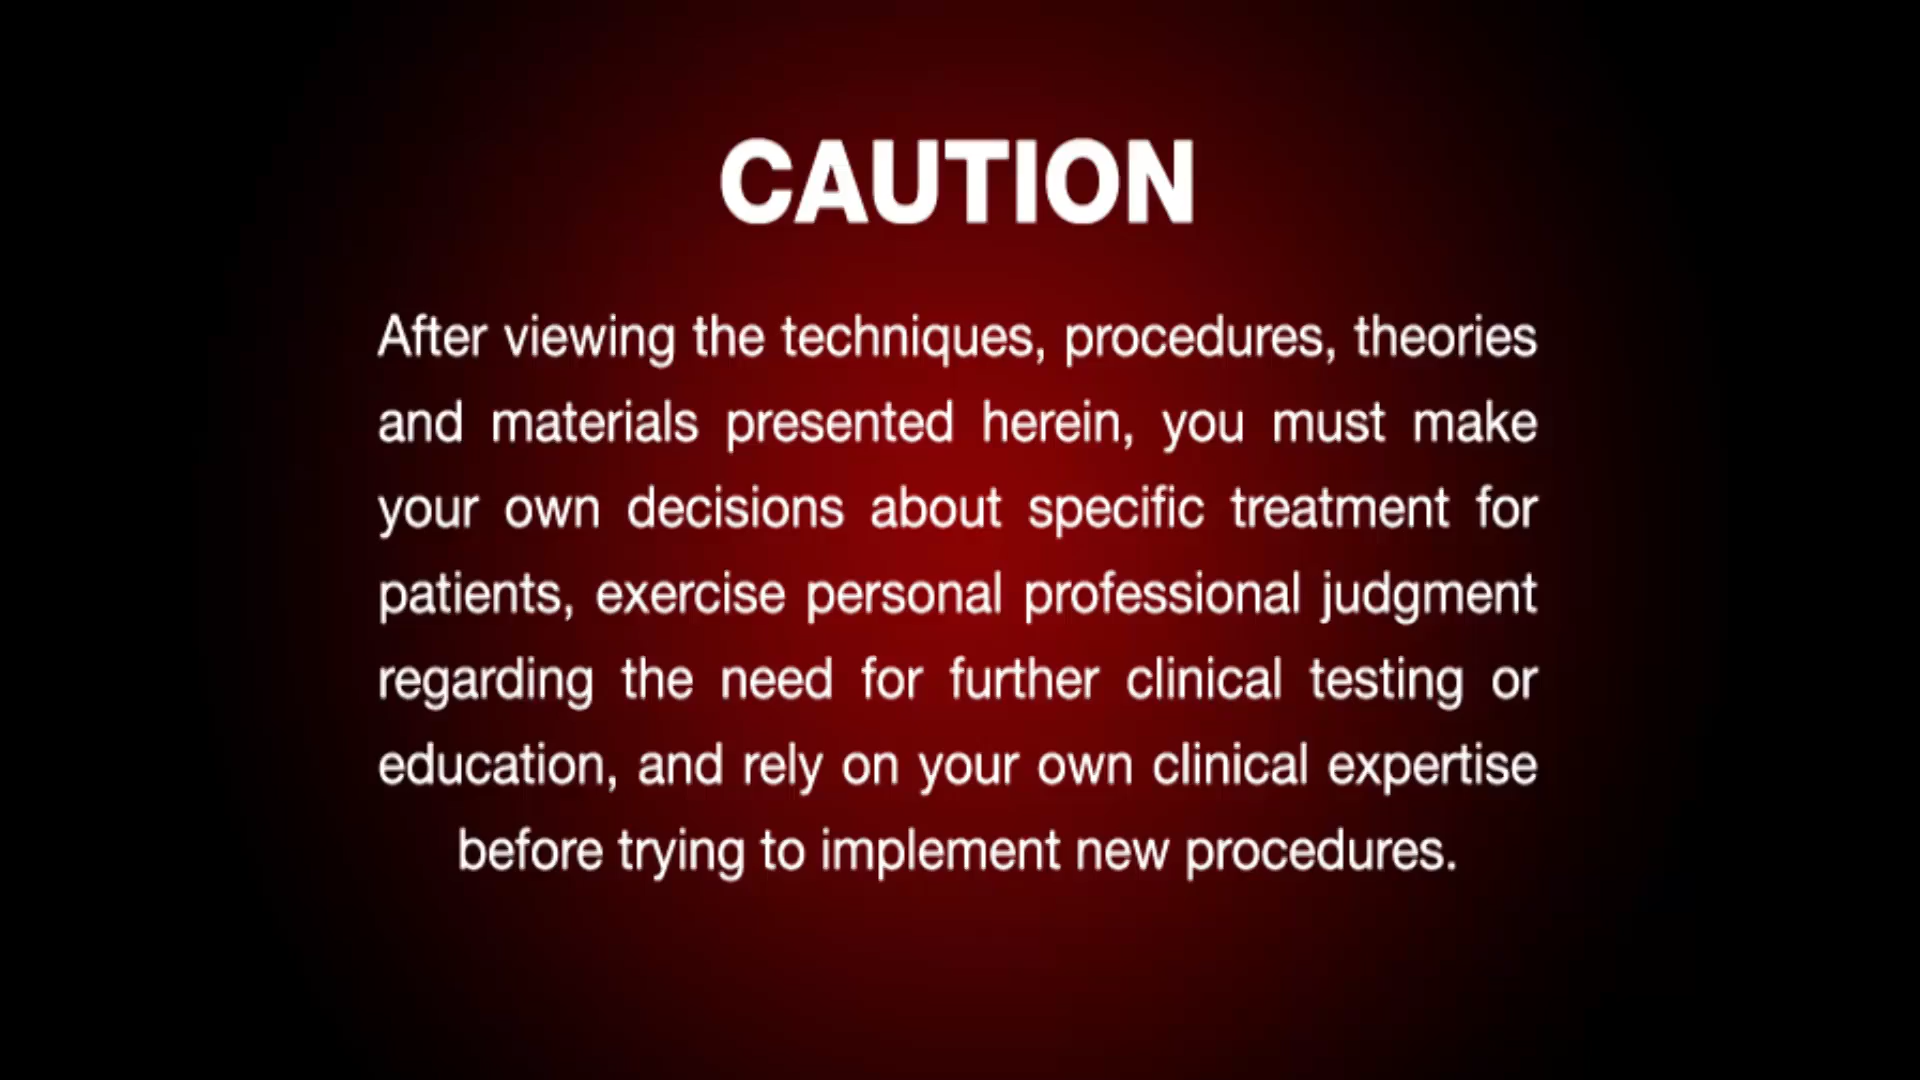 CAUTION
After viewing the techniques, procedures, theories
and materials presented herein, you must make
your own decisions about specific treatment for
patients, exercise personal professional judgment
regarding the need for further clinical testing or
education, and rely on your own clinical expertise
before trying to implement new procedures.